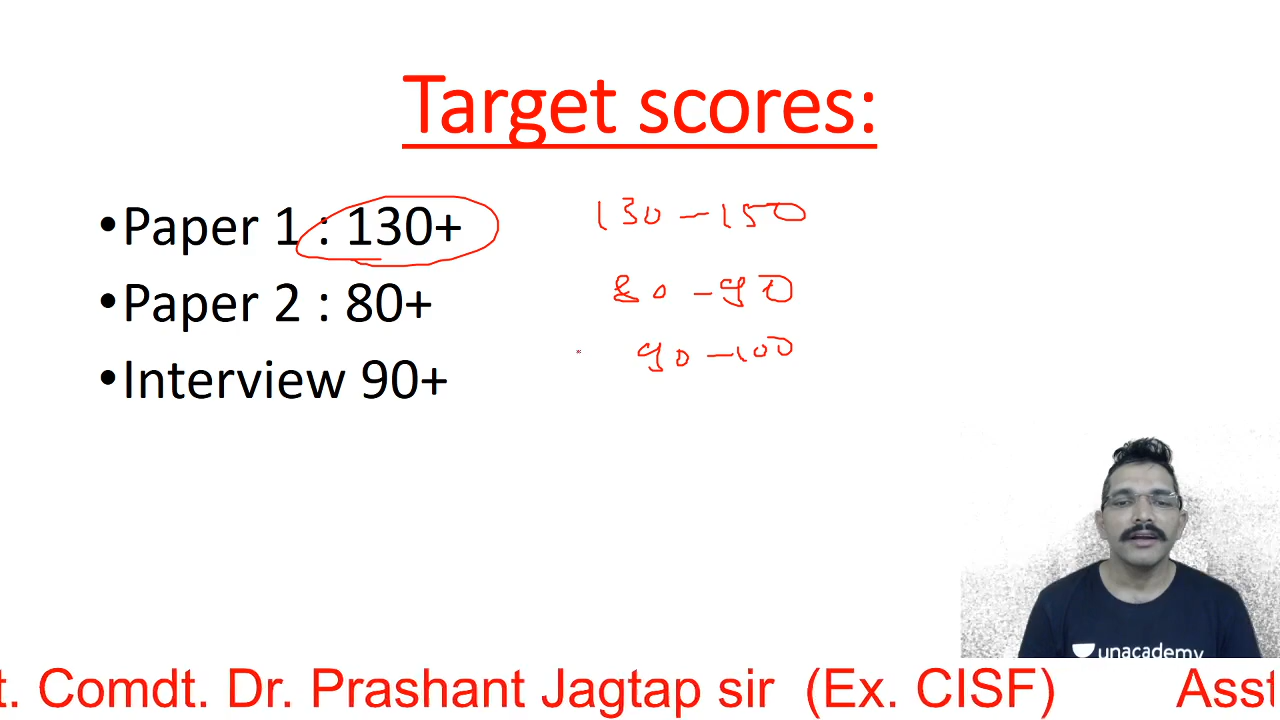 Target scores:
•Paper 1 : 130+
130 – 150
•Paper 2 : 80+
80 – 90
•Interview 90+
90 – 100
unacademy
t. Comdt. Dr. Prashant Jagtap sir (Ex. CISF) Asst